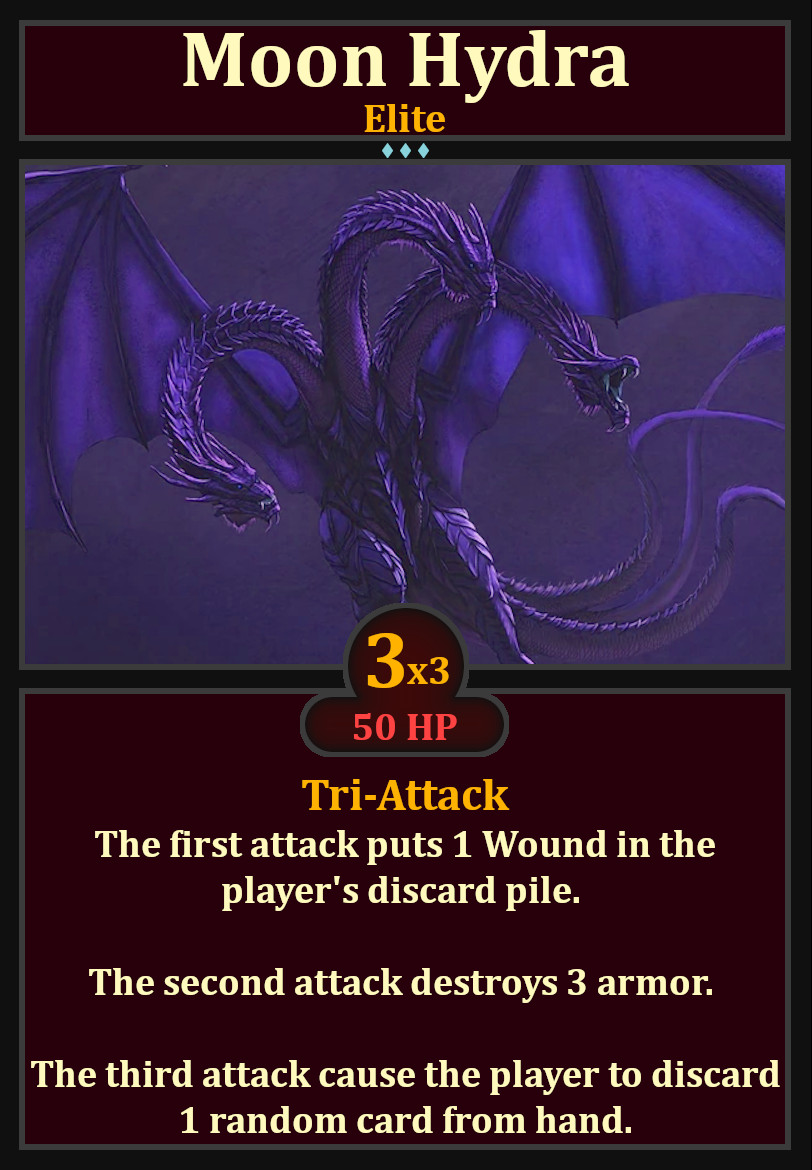 Moon Hydra
Elite
3x3
50 HP
Tri-Attack
The first attack puts 1 Wound in the
player's discard pile.
The second attack destroys 3 armor.
The third attack cause the player to discard
1 random card from hand.